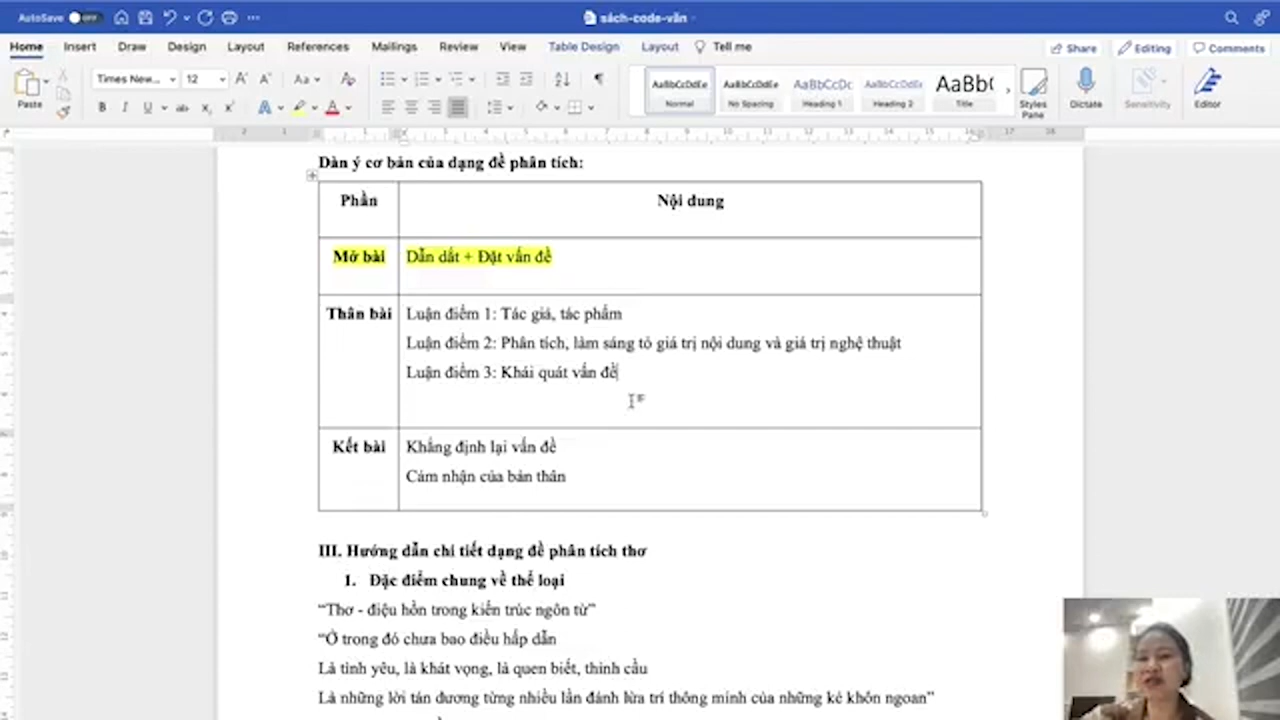 AutoSave OFF
sách-code-văn
Home Insert Draw Design Layout References Mailings Review View Table Design Layout Tell me
Share Editing Comments
Paste
Times New... 12
AaBbCcDdEe AaBbCcDdEe AaBbCcDc AaBbCcDdEe AaBb(
Normal No Spacing Heading 1 Heading 2 Title
Styles Pane
Dictate
Sensitivity
Editor
Dàn ý cơ bản của dạng đề phân tích:
Phần Nội dung
Mở bài Dẫn dắt + Đặt vấn đề
Thân bài Luận điểm 1: Tác giả, tác phẩm
Luận điểm 2: Phân tích, làm sáng tỏ giá trị nội dung và giá trị nghệ thuật
Luận điểm 3: Khái quát vấn đề
Kết bài Khẳng định lại vấn đề
Cảm nhận của bản thân
III. Hướng dẫn chi tiết dạng đề phân tích thơ
1. Đặc điểm chung về thể loại
“Thơ - điệu hồn trong kiến trúc ngôn từ”
“Ở trong đó chưa bao điều hấp dẫn
Là tình yêu, là khát vọng, là quen biết, thỉnh cầu
Là những lời tán dương từng nhiều lần đánh lừa trí thông minh của những kẻ khôn ngoan”